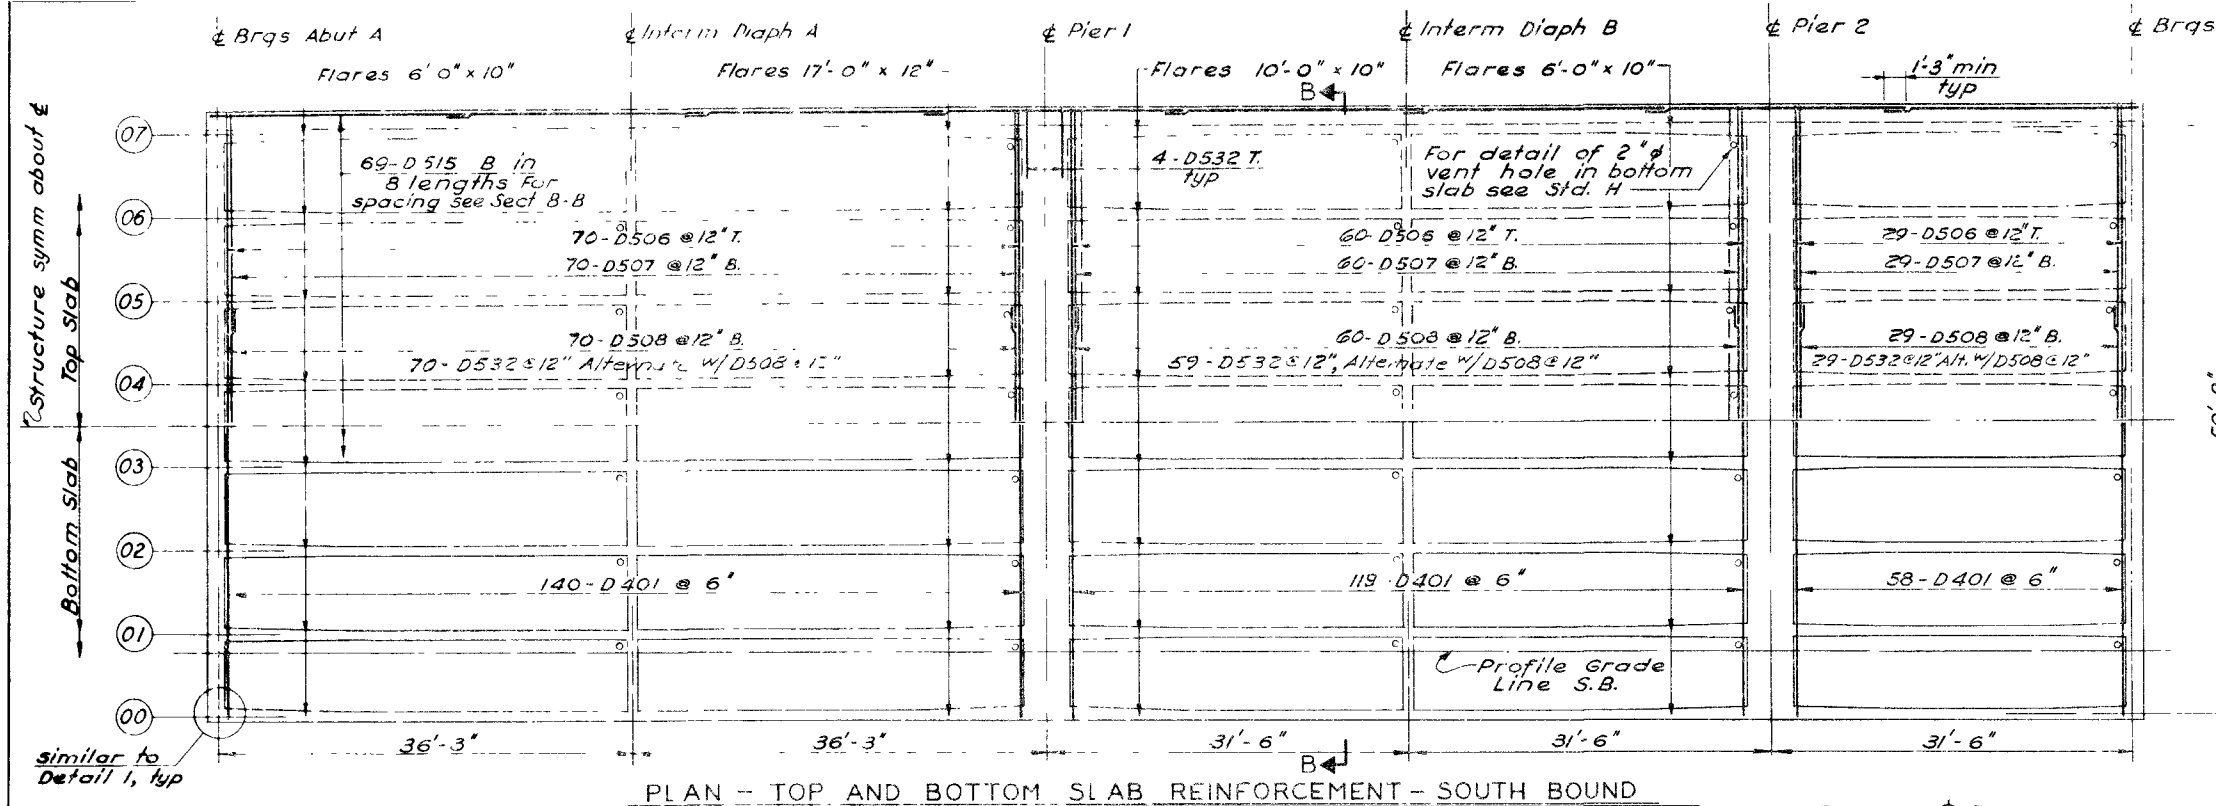 ℄ Brgs Abut A
℄ Interm Diaph A
℄ Pier 1
℄ Interm Diaph B
℄ Pier 2
℄ Brgs
Flares 6'0" x 10"
Flares 17'-0" x 12"
Flares 10'-0" x 10"
Flares 6'-0" x 10"
1'-3" min
typ
B
Structure symm about ℄
Top Slab
Bottom Slab
07
06
05
04
03
02
01
00
69-D515 B in
8 lengths For
spacing see Sect B-B
4-D532 T.
typ
For detail of 2"φ
vent hole in bottom
slab see Std. H
70-D506 @ 12" T.
70-D507 @ 12" B.
60-D506 @ 12" T.
60-D507 @ 12" B.
29-D506 @ 12" T.
29-D507 @ 12" B.
70-D508 @ 12" B.
70-D532 @ 12" Alternate W/D508 @ 12"
60-D508 @ 12" B.
59-D532 @ 12", Alternate W/D508 @ 12"
29-D508 @ 12" B.
29-D532 @ 12" Alt. W/D508 @ 12"
140-D401 @ 6"
119-D401 @ 6"
58-D401 @ 6"
Profile Grade
Line S.B.
36'-3"
36'-3"
31'-6"
31'-6"
31'-6"
similar to
Detail 1, typ
B
PLAN - TOP AND BOTTOM SLAB REINFORCEMENT - SOUTH BOUND